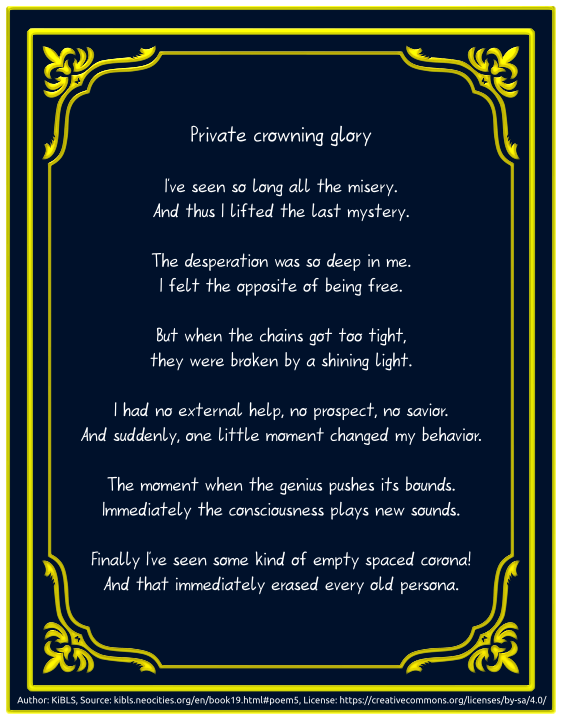 Private crowning glory
I've seen so long all the misery.
And thus I lifted the last mystery.
The desperation was so deep in me.
I felt the opposite of being free.
But when the chains got too tight,
they were broken by a shining light.
I had no external help, no prospect, no savior.
And suddenly, one little moment changed my behavior.
The moment when the genius pushes its bounds.
Immediately the consciousness plays new sounds.
Finally I've seen some kind of empty spaced corona!
And that immediately erased every old persona.
Author: KiBLS, Source: kibls.neocities.org/en/book19.html#poem5, License: https://creativecommons.org/licenses/by-sa/4.0/